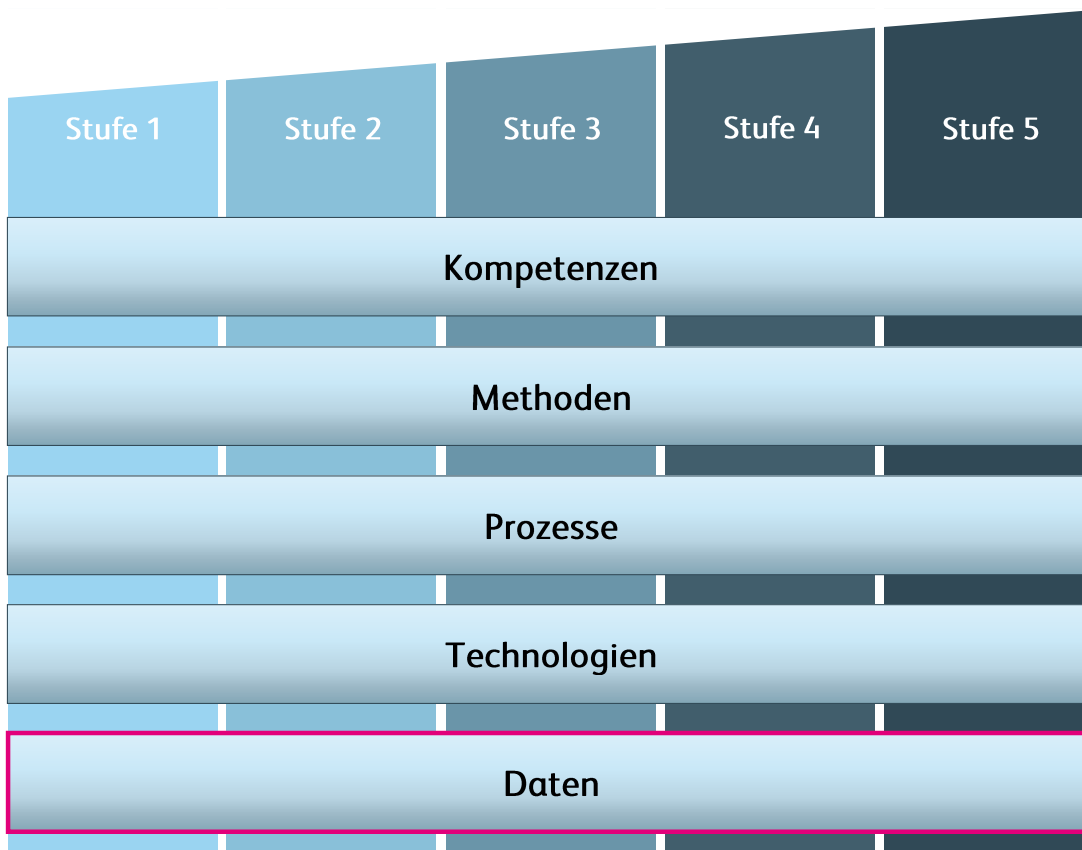 Stufe 1
Stufe 2
Stufe 3
Stufe 4
Stufe 5
Kompetenzen
Methoden
Prozesse
Technologien
Daten